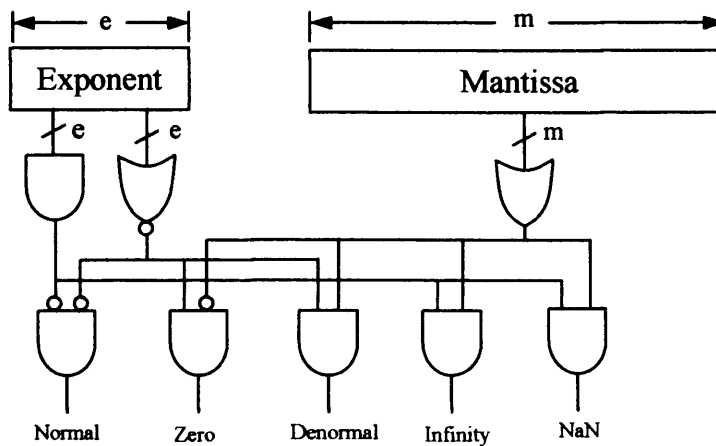 e
m
Exponent
Mantissa
e
e
m
Normal
Zero
Denormal
Infinity
NaN